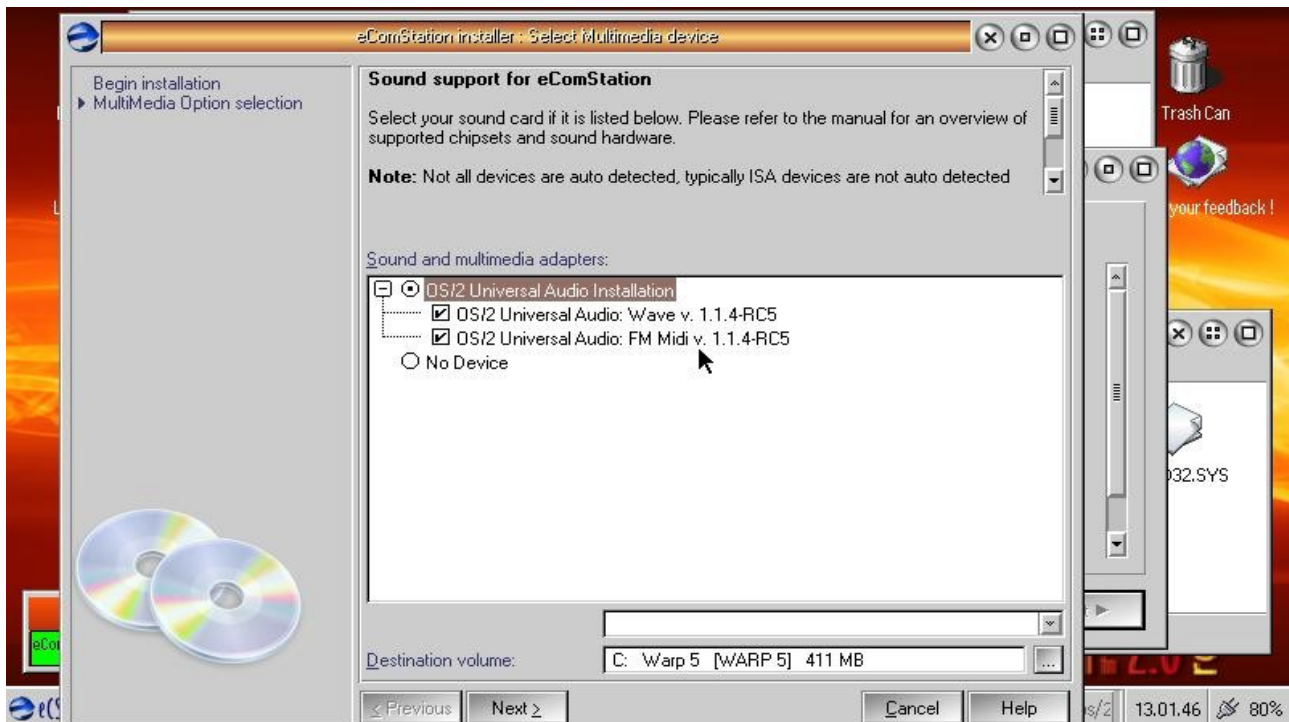 eComStation installer : Select Multimedia device
Begin installation
MultiMedia Option selection
Sound support for eComStation
Select your sound card if it is listed below. Please refer to the manual for an overview of
supported chipsets and sound hardware.
Note: Not all devices are auto detected, typically ISA devices are not auto detected
Sound and multimedia adapters:
OS/2 Universal Audio Installation
OS/2 Universal Audio: Wave v. 1.1.4-RC5
OS/2 Universal Audio: FM Midi v. 1.1.4-RC5
No Device
Destination volume:
C: Warp 5 [WARP 5] 411 MB
...
< Previous
Next >
Cancel
Help
Trash Can
your feedback !
32.SYS
2.0
13.01.46
80%